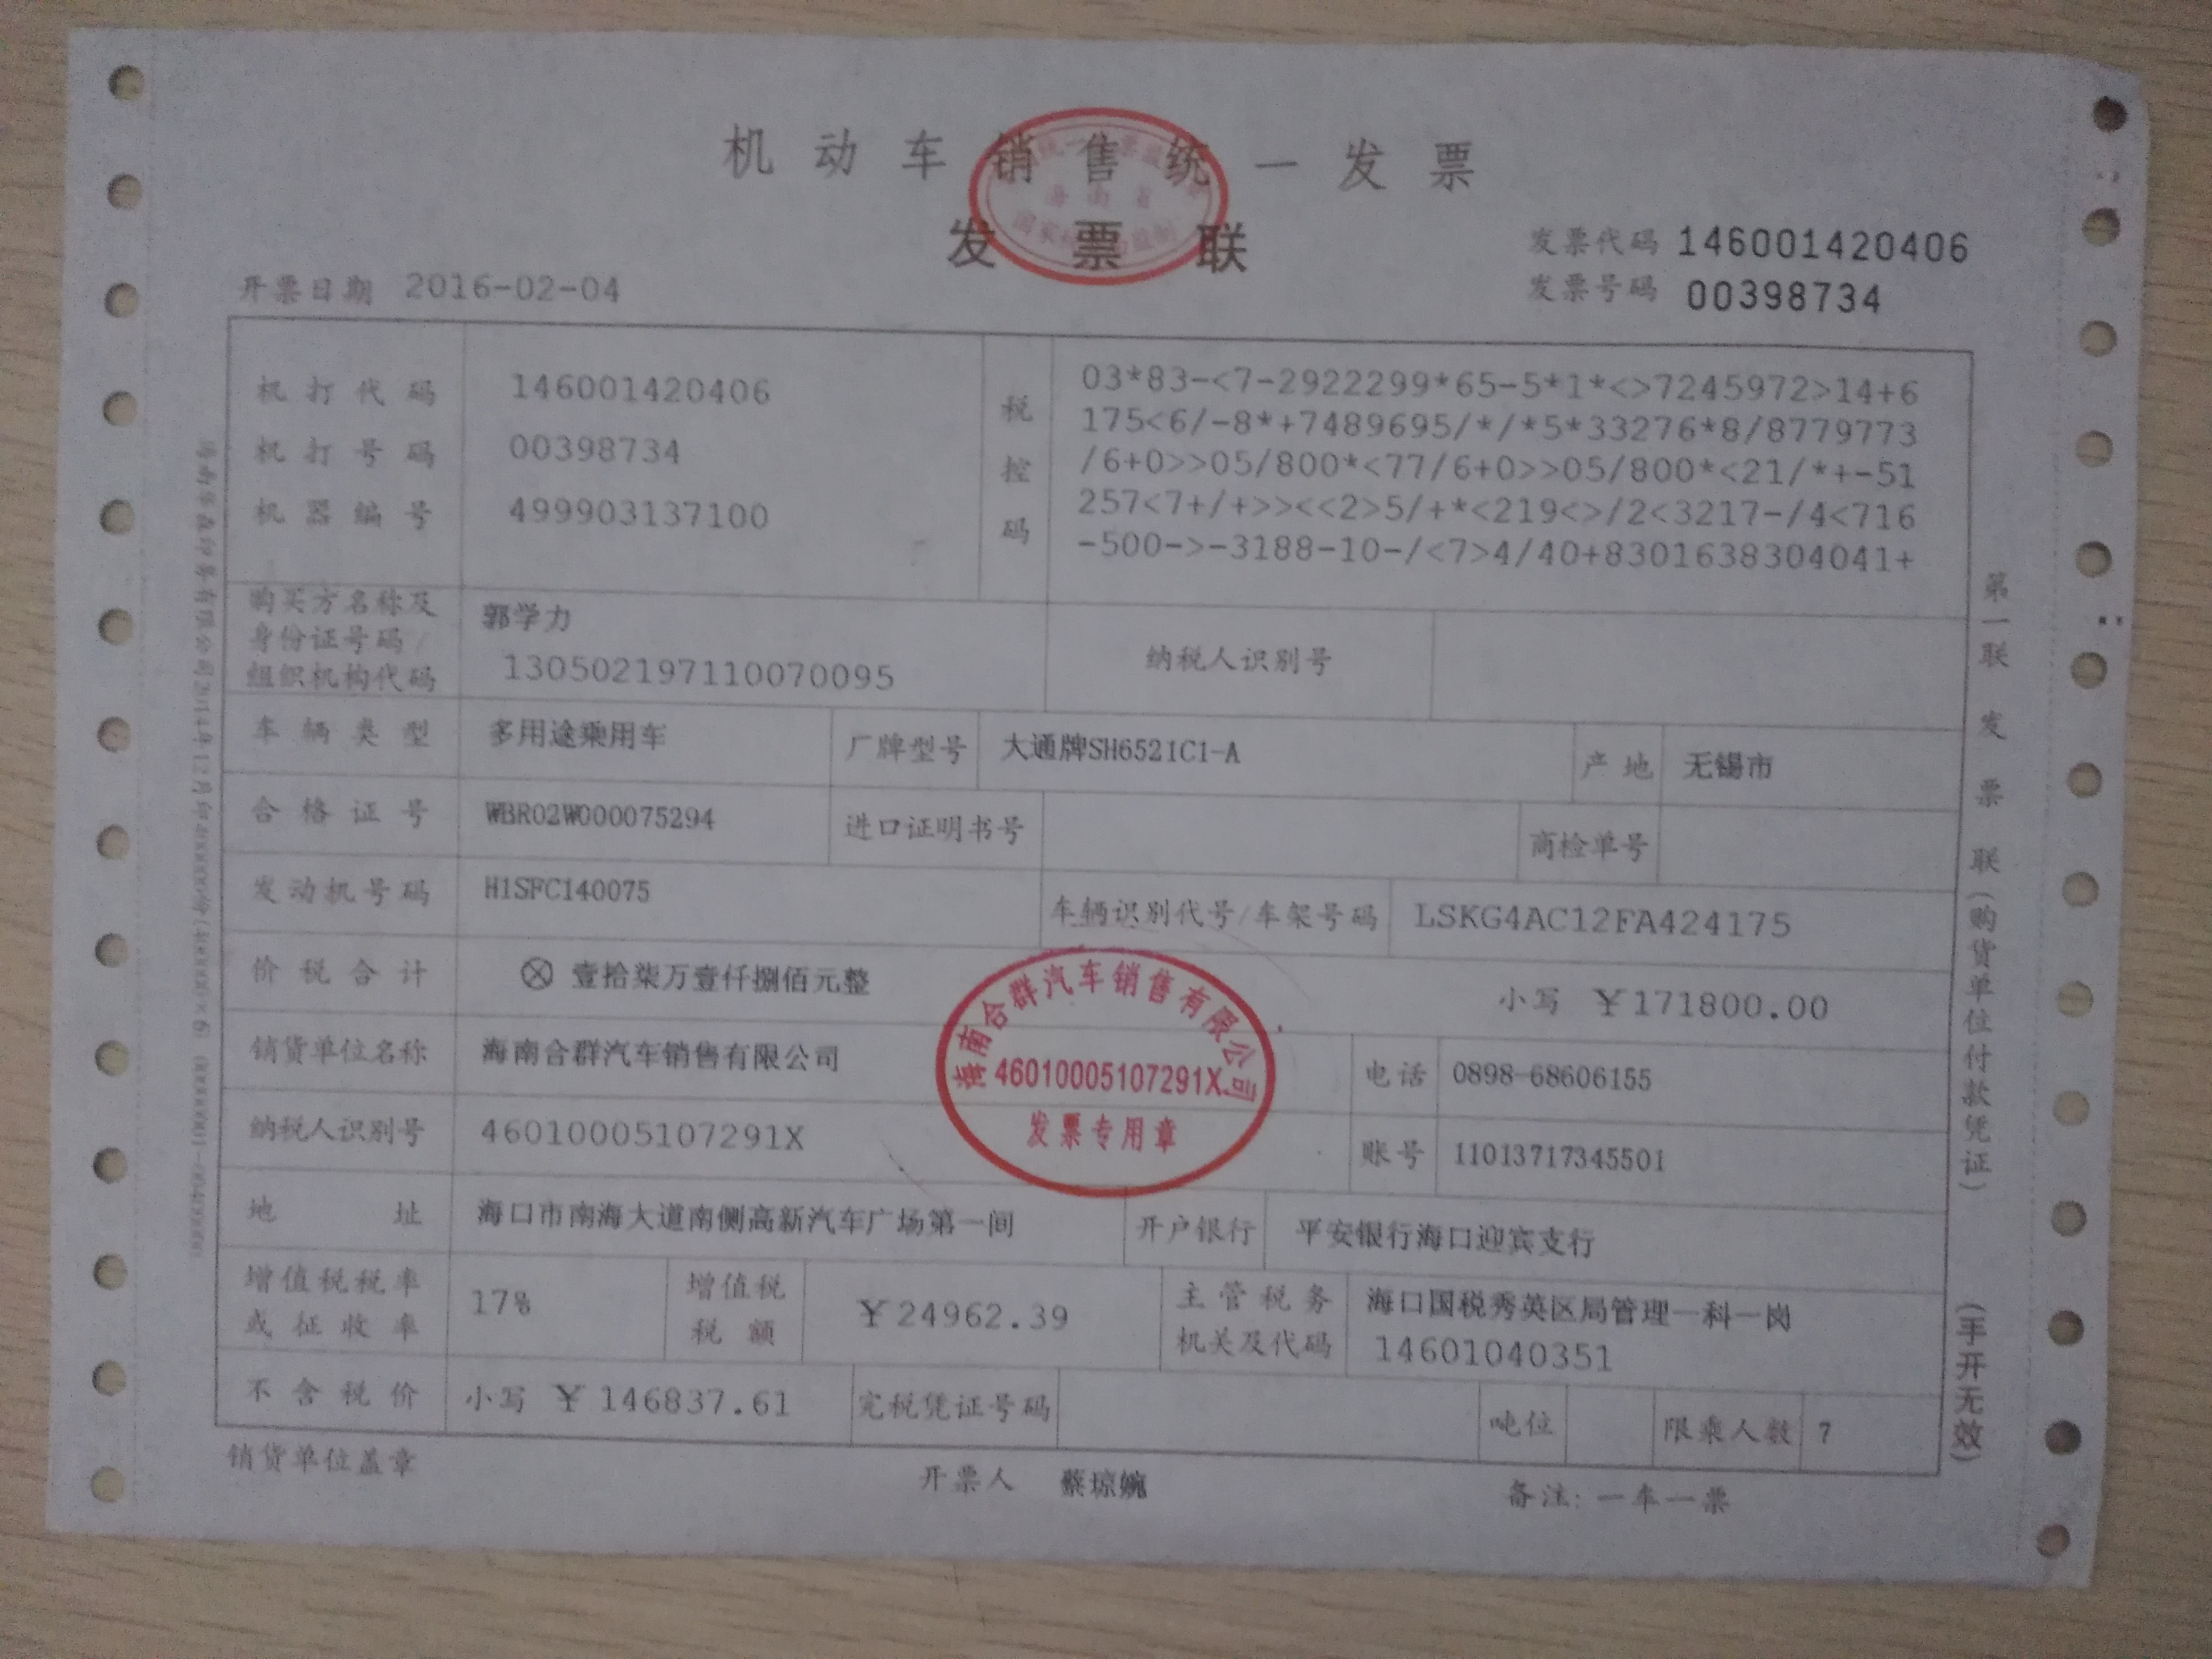 机动车销售统一发票
发票联
发票代码 146001420406
发票号码 00398734
开票日期 2016-02-04
机打代码 146001420406
机打号码 00398734
机器编号 499903137100
税控码
03*83-<7-2922299*65-5*1*<>7245972>14+6
175<6/-8*+7489695/*/*5*33276*8/8779773
/6+0>>05/800*<77/6+0>>05/800*<21/*+-51
257<7+/+>><<2>5/+*<219<>/2<3217-/4<716
-500->-3188-10-/<7>4/40+8301638304041+
购买方名称及
身份证号码/
组织机构代码
郭学力
130502197110070095
纳税人识别号
车辆类型 多用途乘用车 厂牌型号 大通牌SH6521C1-A 产地 无锡市
合格证号 WBR02W000075294 进口证明书号 商检单号
发动机号码 H1SFC140075 车辆识别代号/车架号码 LSKG4AC12FA424175
价税合计 ⊗ 壹拾柒万壹仟捌佰元整 小写 ￥171800.00
销货单位名称 海南合群汽车销售有限公司 电话 0898-68606155
纳税人识别号 46010005107291X 账号 11013717345501
海南合群汽车销售有限公司
46010005107291X
发票专用章
地址 海口市南海大道南侧高新汽车广场第一间 开户银行 平安银行海口迎宾支行
增值税税率
或征收率
17%
增值税
税额
￥24962.39
主管税务
机关及代码
海口国税秀英区局管理一科一岗
14601040351
不含税价 小写 ￥146837.61 完税凭证号码 吨位 限乘人数 7
销货单位盖章 开票人 蔡琼婉 备注: 一车一票
第一联 发票联(购货单位付款凭证) (手开无效)